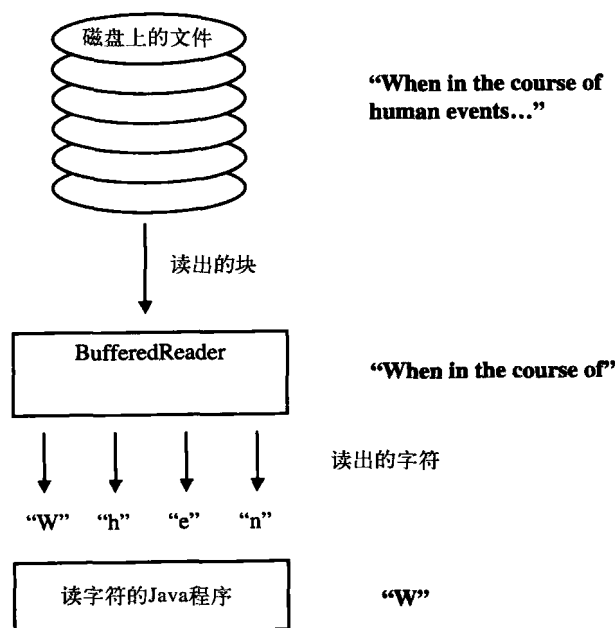 磁盘上的文件
“When in the course of
human events…”
读出的块
BufferedReader
“When in the course of”
读出的字符
“W” “h” “e” “n”
读字符的Java程序
“W”